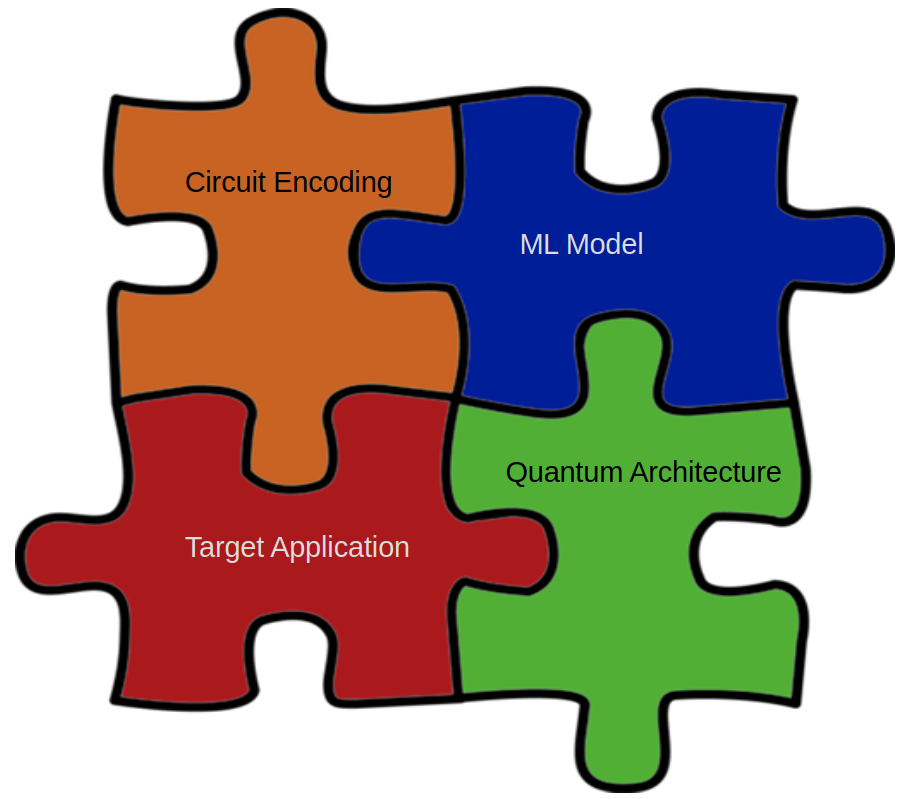 Circuit Encoding
ML Model
Quantum Architecture
Target Application